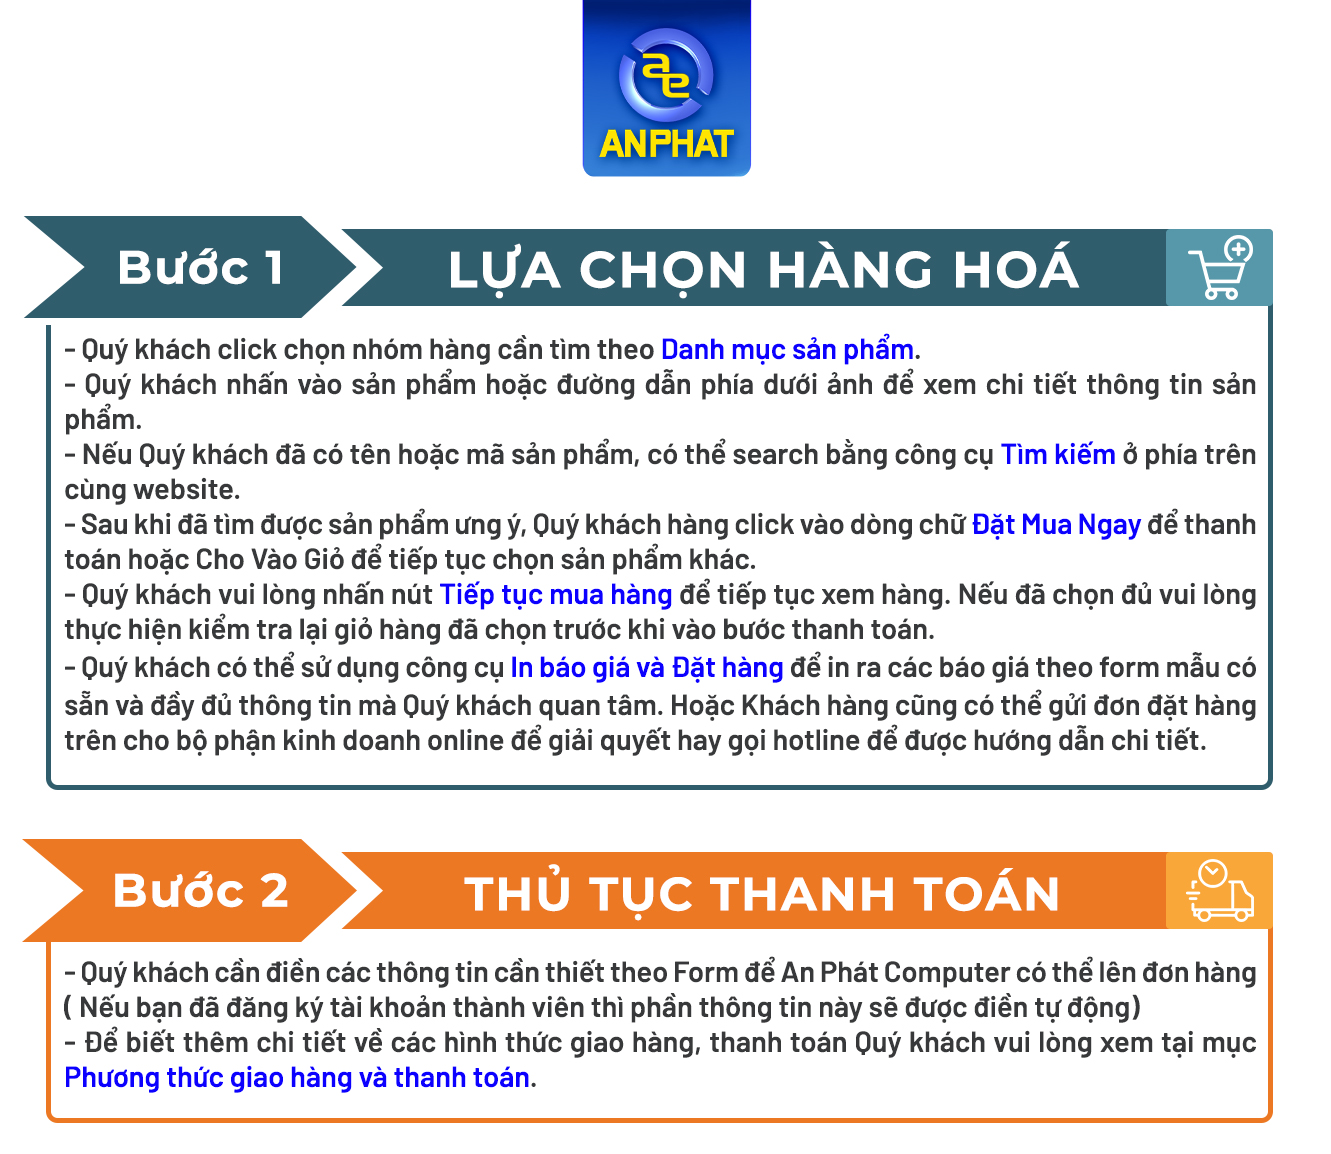 ae
ANPHAT
Bước 1
LỰA CHỌN HÀNG HOÁ
- Quý khách click chọn nhóm hàng cần tìm theo Danh mục sản phẩm.
- Quý khách nhấn vào sản phẩm hoặc đường dẫn phía dưới ảnh để xem chi tiết thông tin sản
phẩm.
- Nếu Quý khách đã có tên hoặc mã sản phẩm, có thể search bằng công cụ Tìm kiếm ở phía trên
cùng website.
- Sau khi đã tìm được sản phẩm ưng ý, Quý khách hàng click vào dòng chữ Đặt Mua Ngay để thanh
toán hoặc Cho Vào Giỏ để tiếp tục chọn sản phẩm khác.
- Quý khách vui lòng nhấn nút Tiếp tục mua hàng để tiếp tục xem hàng. Nếu đã chọn đủ vui lòng
thực hiện kiểm tra lại giỏ hàng đã chọn trước khi vào bước thanh toán.
- Quý khách có thể sử dụng công cụ In báo giá và Đặt hàng để in ra các báo giá theo form mẫu có
sẵn và đầy đủ thông tin mà Quý khách quan tâm. Hoặc Khách hàng cũng có thể gửi đơn đặt hàng
trên cho bộ phận kinh doanh online để giải quyết hay gọi hotline để được hướng dẫn chi tiết.
Bước 2
THỦ TỤC THANH TOÁN
- Quý khách cần điền các thông tin cần thiết theo Form để An Phát Computer có thể lên đơn hàng
( Nếu bạn đã đăng ký tài khoản thành viên thì phần thông tin này sẽ được điền tự động)
- Để biết thêm chi tiết về các hình thức giao hàng, thanh toán Quý khách vui lòng xem tại mục
Phương thức giao hàng và thanh toán.